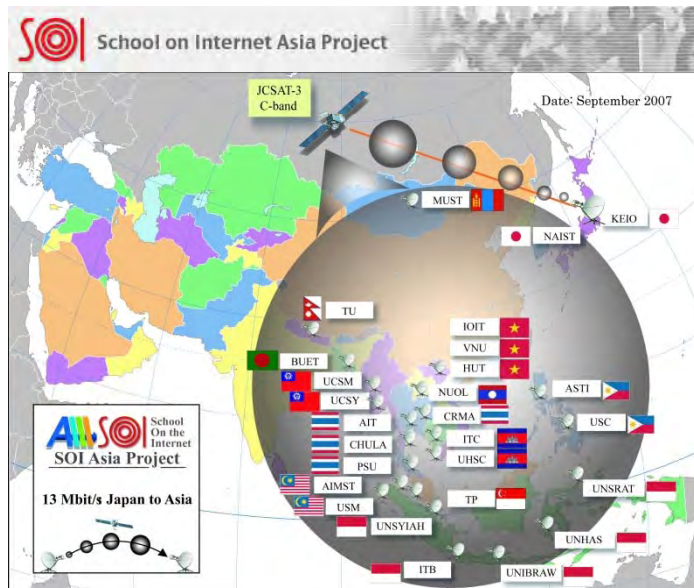 SOI School on Internet Asia Project
JCSAT-3
C-band
Date: September 2007
MUST
KEIO
NAIST
TU
IOIT
VNU
BUET
HUT
UCSM
NUOL
ASTI
UCSY
CRMA
AIT
USC
ITC
CHULA
UHSC
PSU
AIMST
UNSRAT
TP
USM
UNSYIAH
UNHAS
ITB
UNIBRAW
AIII SOI School
On the
Internet
SOI Asia Project
13 Mbit/s Japan to Asia